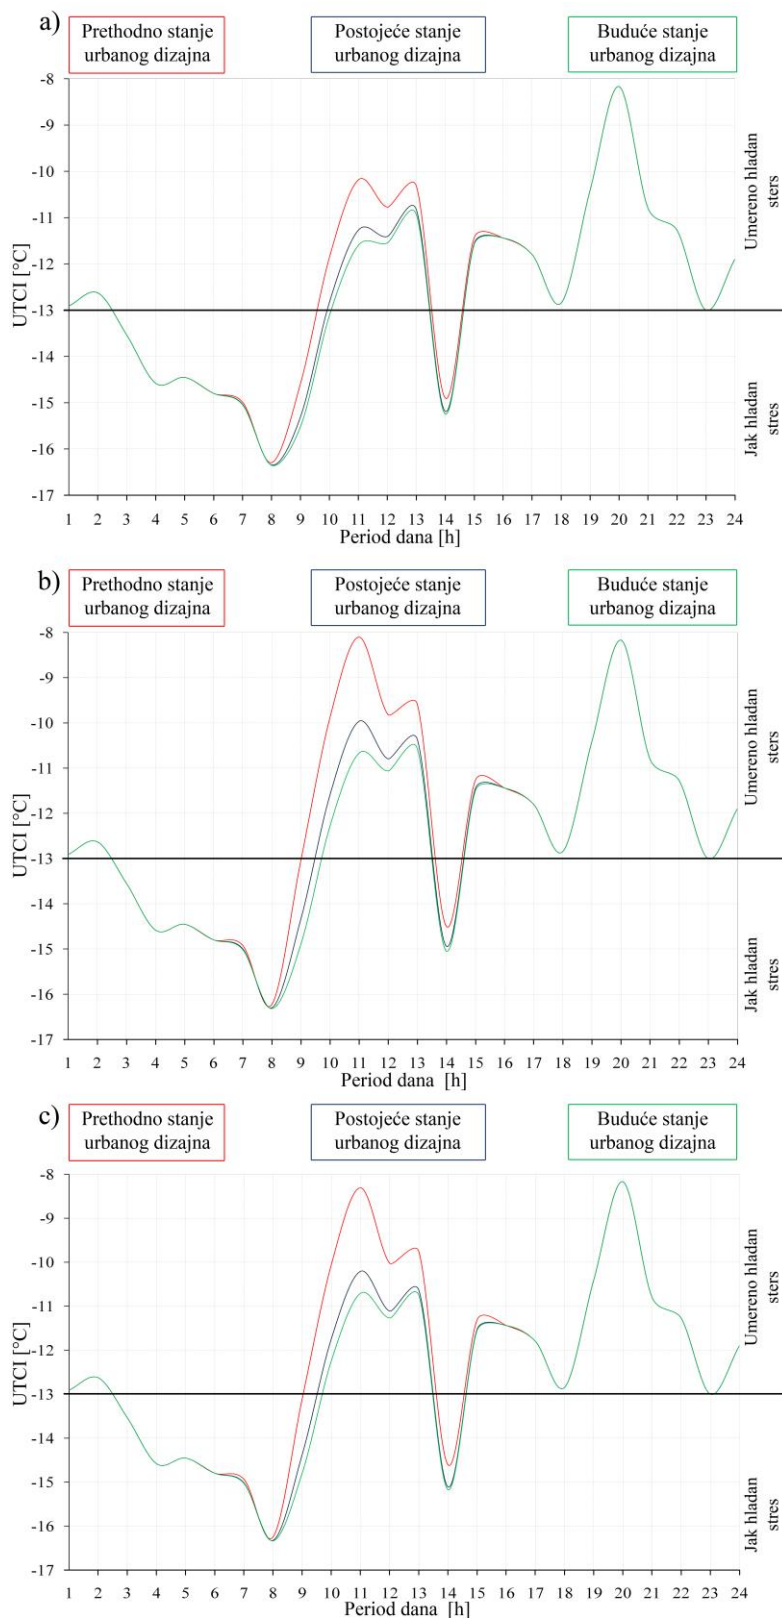 a)
Prethodno stanje
urbanog dizajna
Postojeće stanje
urbanog dizajna
Buduće stanje
urbanog dizajna
UTCI [°C]
-8
-10
-11
-12
-13
-14
-15
-16
-17
Umereno hladan
sters
Jak hladan
stres
1 2 3 4 5 6 7 8 9 10 11 12 13 14 15 16 17 18 19 20 21 22 23 24
Period dana [h]
b)
Prethodno stanje
urbanog dizajna
Postojeće stanje
urbanog dizajna
Buduće stanje
urbanog dizajna
UTCI [°C]
-8
-9
-10
-11
-12
-13
-14
-15
-16
-17
Umereno hladan
sters
Jak hladan
stres
1 2 3 4 5 6 7 8 9 10 11 12 13 14 15 16 17 18 19 20 21 22 23 24
Period dana [h]
c)
Prethodno stanje
urbanog dizajna
Postojeće stanje
urbanog dizajna
Buduće stanje
urbanog dizajna
UTCI [°C]
-8
-9
-10
-11
-12
-13
-14
-15
-16
-17
Umereno hladan
sters
Jak hladan
stres
1 2 3 4 5 6 7 8 9 10 11 12 13 14 15 16 17 18 19 20 21 22 23 24
Period dana [h]